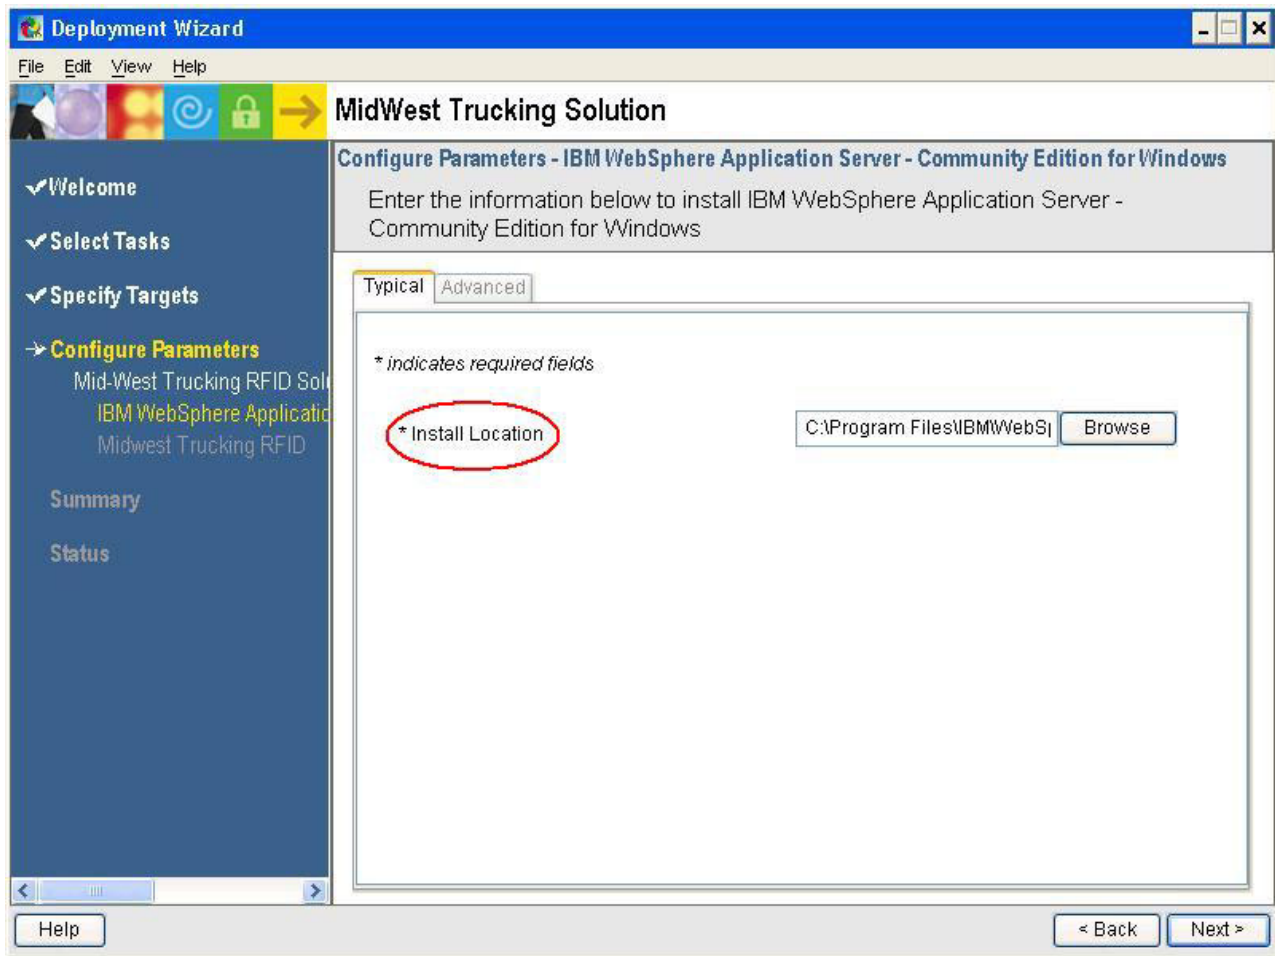 Deployment Wizard
File Edit View Help
MidWest Trucking Solution
Configure Parameters - IBM WebSphere Application Server - Community Edition for Windows
Enter the information below to install IBM WebSphere Application Server -
Community Edition for Windows
Welcome
Select Tasks
Specify Targets
Configure Parameters
Mid-West Trucking RFID Solu
IBM WebSphere Applicatio
Midwest Trucking RFID
Summary
Status
Typical Advanced
* indicates required fields
* Install Location
C:\Program Files\IBM\WebSp
Browse
Help
< Back Next >